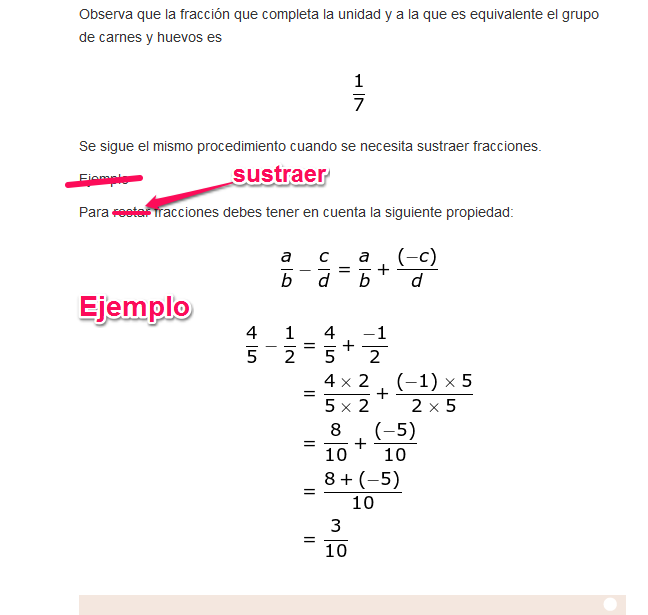 Observa que la fracción que completa la unidad y a la que es equivalente el grupo
de carnes y huevos es
1/7
Se sigue el mismo procedimiento cuando se necesita sustraer fracciones.
Ejemplo
sustraer
Para restar fracciones debes tener en cuenta la siguiente propiedad:
a/b − c/d = a/b + (−c)/d
Ejemplo
4/5 − 1/2 = 4/5 + −1/2
= 4 × 2/5 × 2 + (−1) × 5/2 × 5
= 8/10 + (−5)/10
= 8 + (−5)/10
= 3/10